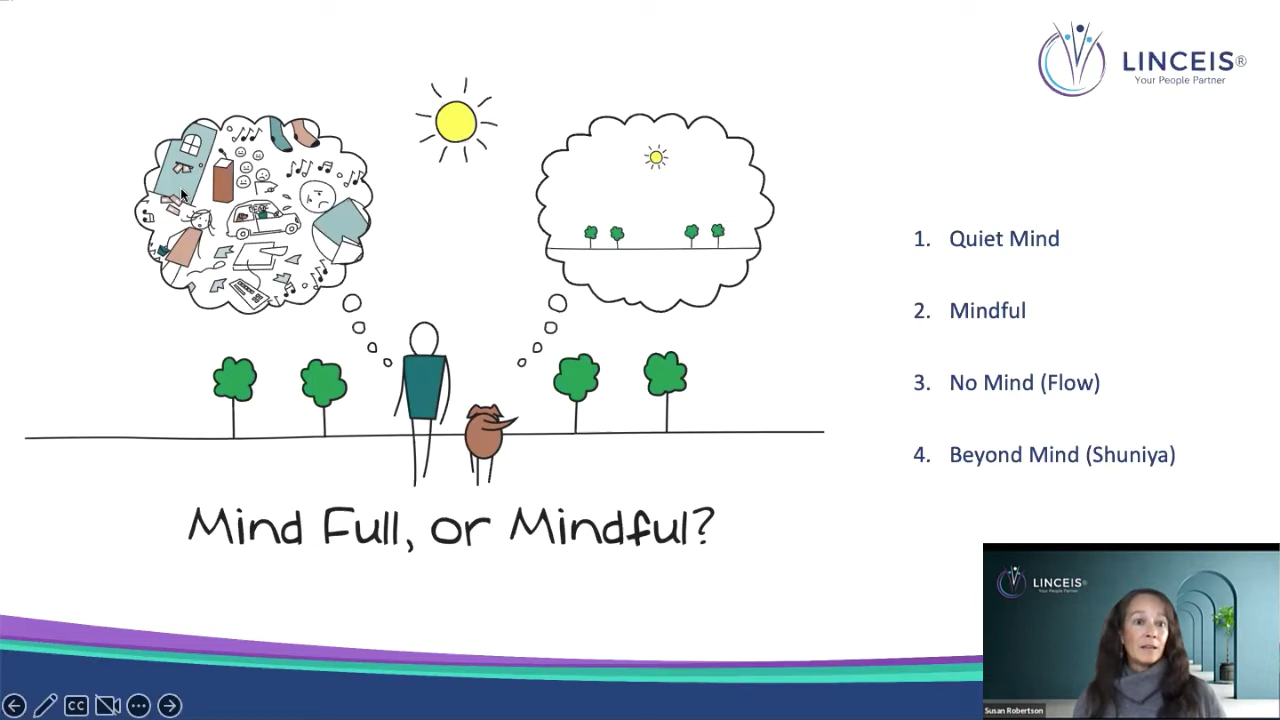 LINCEIS®
Your People Partner
1. Quiet Mind
2. Mindful
3. No Mind (Flow)
4. Beyond Mind (Shuniya)
Mind Full, or Mindful?
LINCEIS®
Your People Partner
Susan Robertson
CC